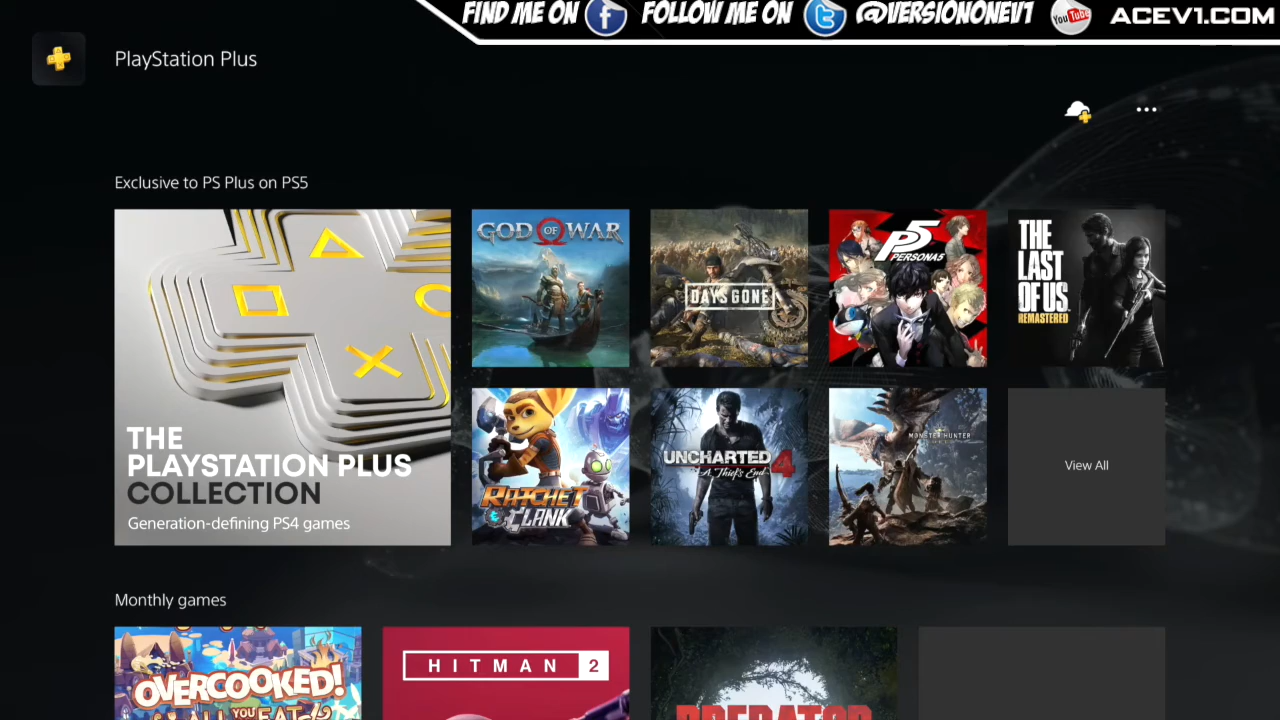 FIND ME ON f FOLLOW ME ON t @VERSIONONEV1 YouTube ACEV1.COM
PlayStation Plus
Exclusive to PS Plus on PS5
THE
PLAYSTATION PLUS
COLLECTION
Generation-defining PS4 games
GOD OF WAR
DAYS GONE
P5
PERSONA5
THE
LAST
OF US
REMASTERED
RATCHET
CLANK
UNCHARTED 4
A Thief's End
MONSTER HUNTER
View All
Monthly games
OVERCOOKED!
ALL YOU EAT
HITMAN 2
PREDATOR